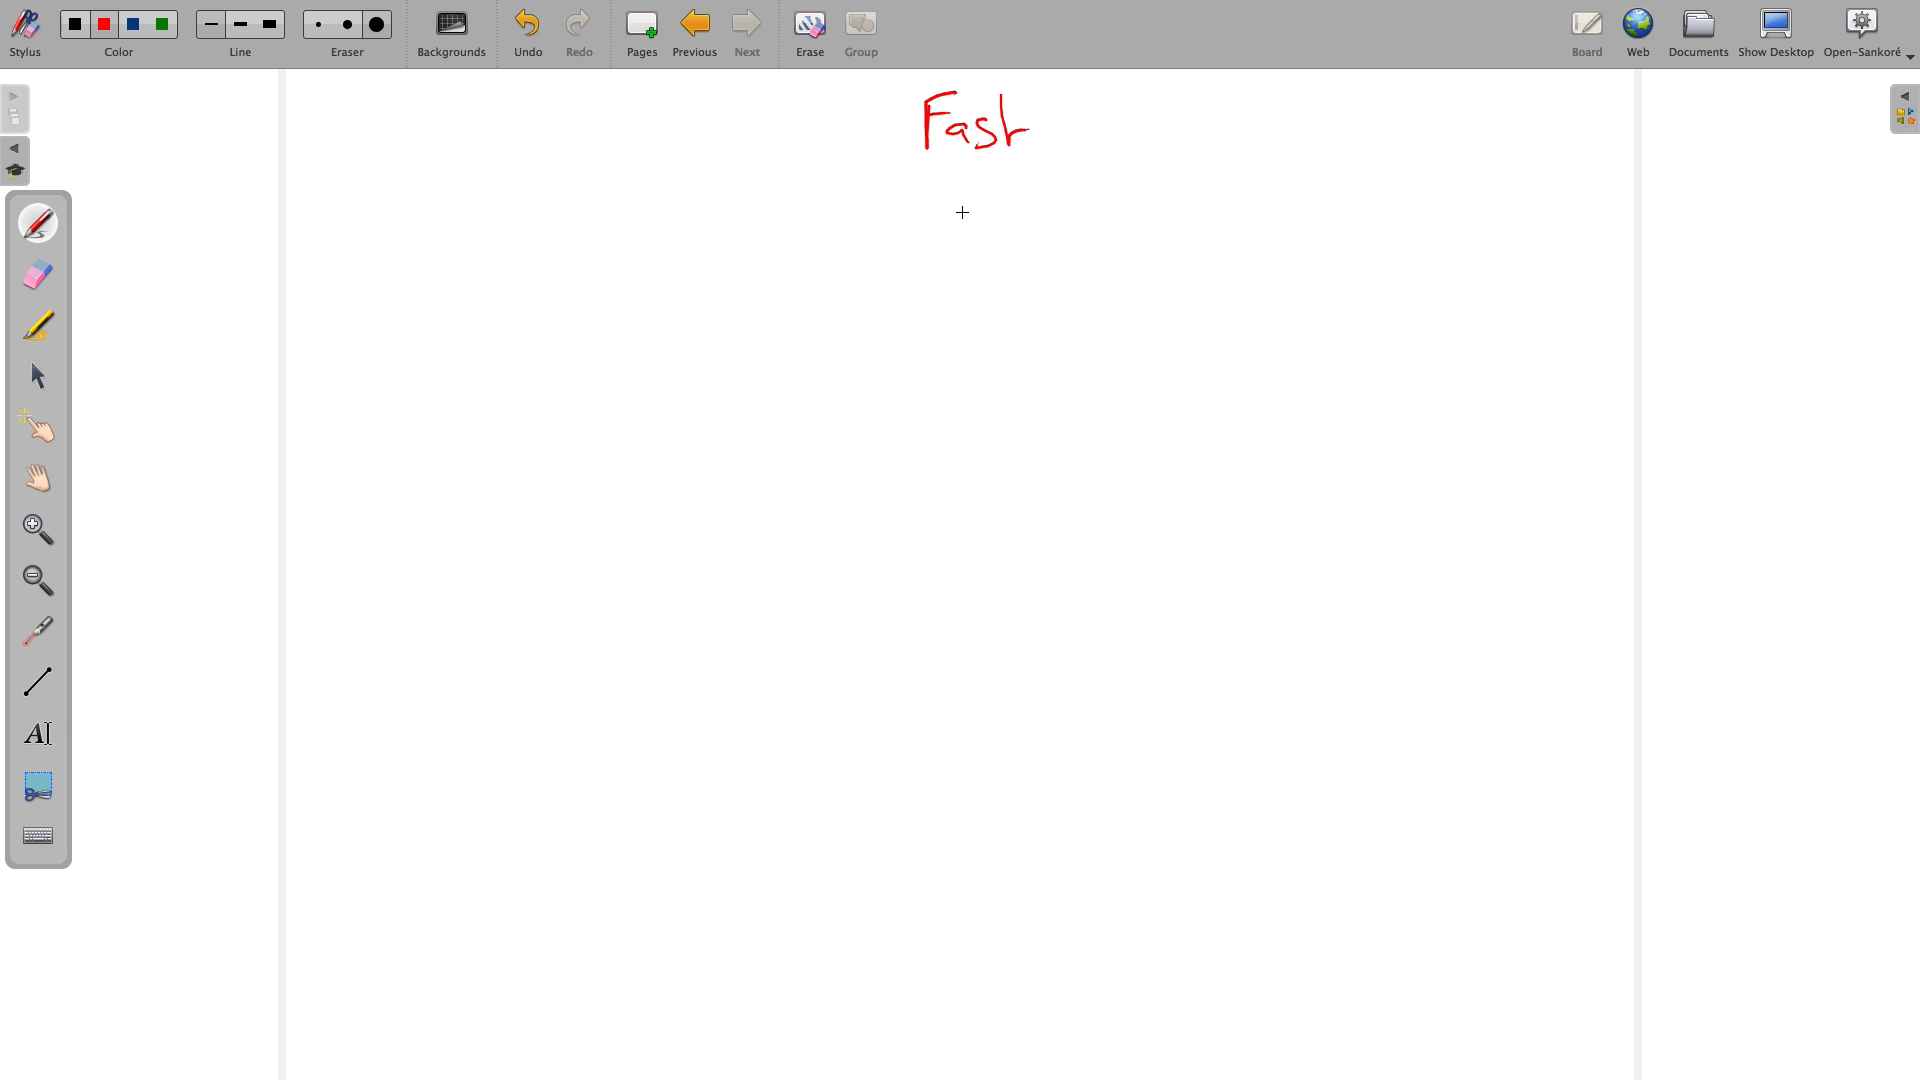 Stylus Color Line Eraser Backgrounds Undo Redo Pages Previous Next Erase Group Board Web Documents Show Desktop Open-Sankoré
Fast